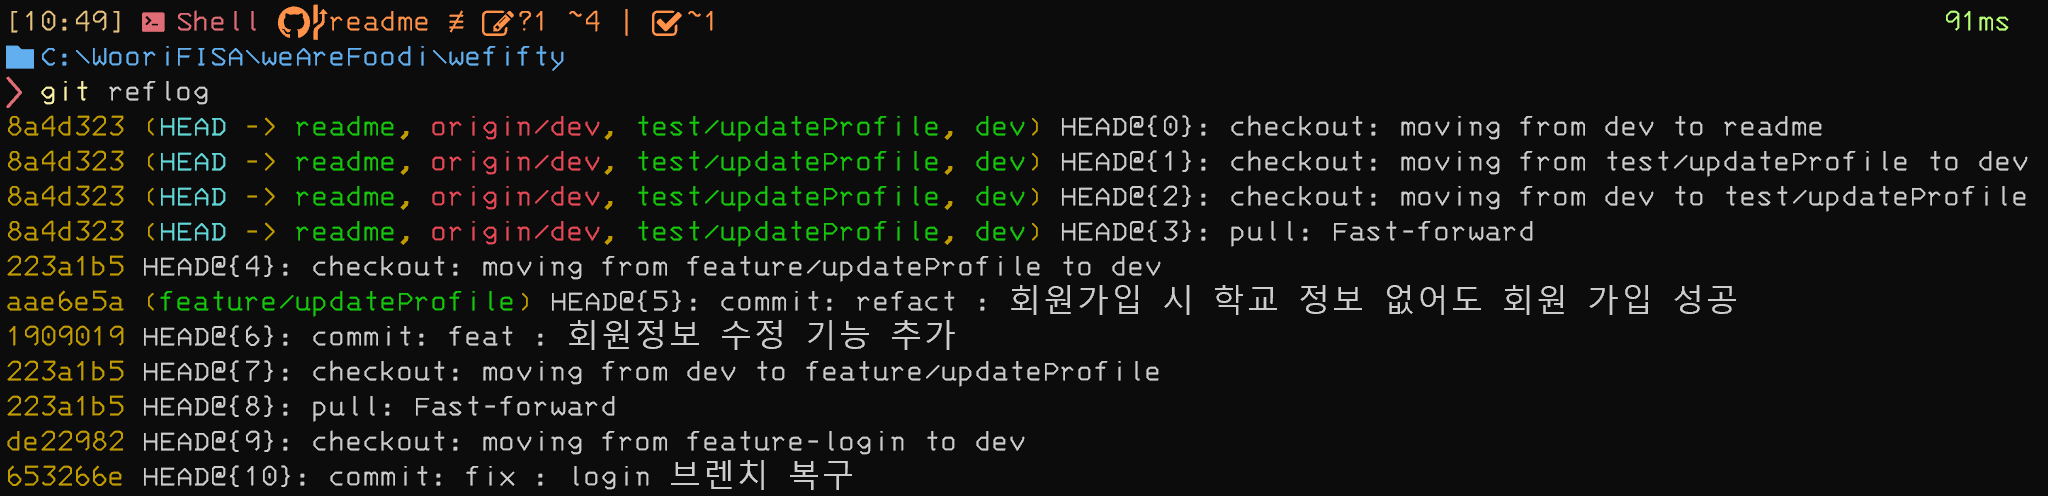 [10:49] Shell readme ≢ ?1 ~4 | ~1 91ms
C:\WooriFISA\weAreFoodi\wefifty
❯ git reflog
8a4d323 (HEAD -> readme, origin/dev, test/updateProfile, dev) HEAD@{0}: checkout: moving from dev to readme
8a4d323 (HEAD -> readme, origin/dev, test/updateProfile, dev) HEAD@{1}: checkout: moving from test/updateProfile to dev
8a4d323 (HEAD -> readme, origin/dev, test/updateProfile, dev) HEAD@{2}: checkout: moving from dev to test/updateProfile
8a4d323 (HEAD -> readme, origin/dev, test/updateProfile, dev) HEAD@{3}: pull: Fast-forward
223a1b5 HEAD@{4}: checkout: moving from feature/updateProfile to dev
aae6e5a (feature/updateProfile) HEAD@{5}: commit: refact : 회원가입 시 학교 정보 없어도 회원 가입 성공
1909019 HEAD@{6}: commit: feat : 회원정보 수정 기능 추가
223a1b5 HEAD@{7}: checkout: moving from dev to feature/updateProfile
223a1b5 HEAD@{8}: pull: Fast-forward
de22982 HEAD@{9}: checkout: moving from feature-login to dev
653266e HEAD@{10}: commit: fix : login 브렌치 복구